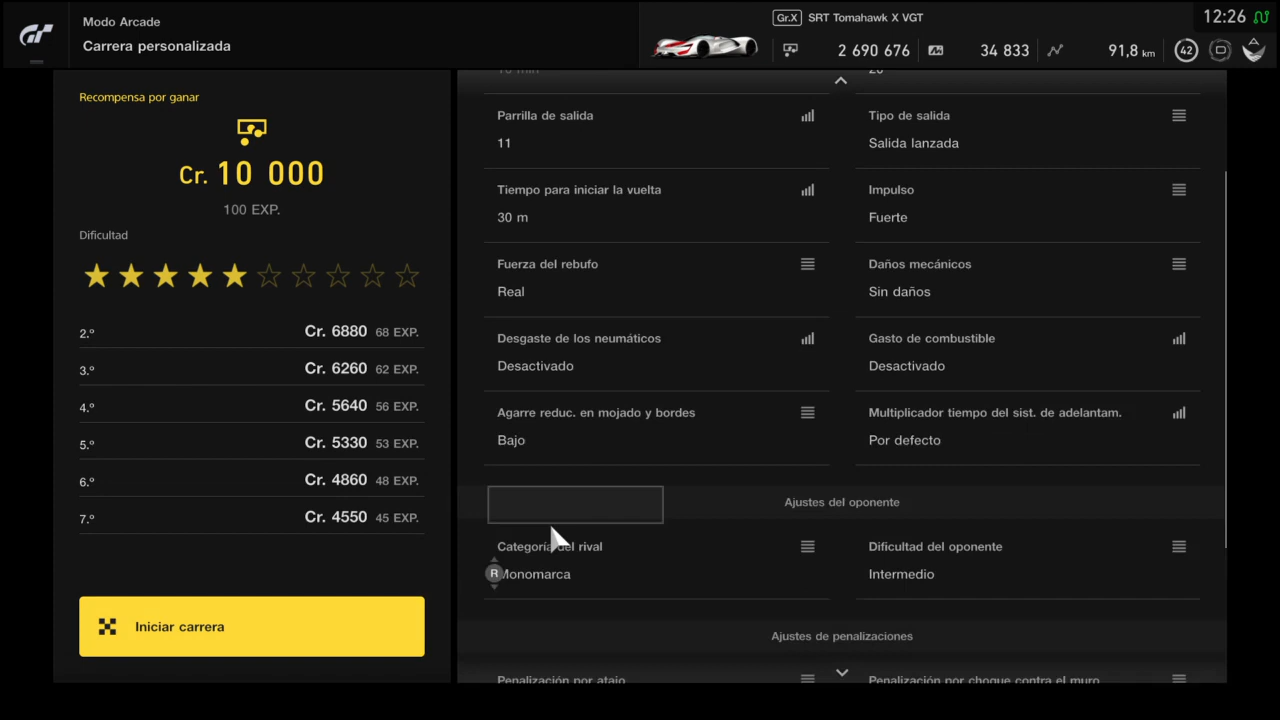 Modo Arcade
Carrera personalizada
Gr.X SRT Tomahawk X VGT
2 690 676
34 833
91,8 km
42
12:26
Recompensa por ganar
Cr. 10 000
100 EXP.
Dificultad
2.º Cr. 6880 68 EXP.
3.º Cr. 6260 62 EXP.
4.º Cr. 5640 56 EXP.
5.º Cr. 5330 53 EXP.
6.º Cr. 4860 48 EXP.
7.º Cr. 4550 45 EXP.
Iniciar carrera
Parrilla de salida
11
Tipo de salida
Salida lanzada
Tiempo para iniciar la vuelta
30 m
Impulso
Fuerte
Fuerza del rebufo
Real
Daños mecánicos
Sin daños
Desgaste de los neumáticos
Desactivado
Gasto de combustible
Desactivado
Agarre reduc. en mojado y bordes
Bajo
Multiplicador tiempo del sist. de adelantam.
Por defecto
Ajustes del oponente
Categoría del rival
R Monomarca
Dificultad del oponente
Intermedio
Ajustes de penalizaciones
Penalización por atajo
Penalización por choque contra el muro